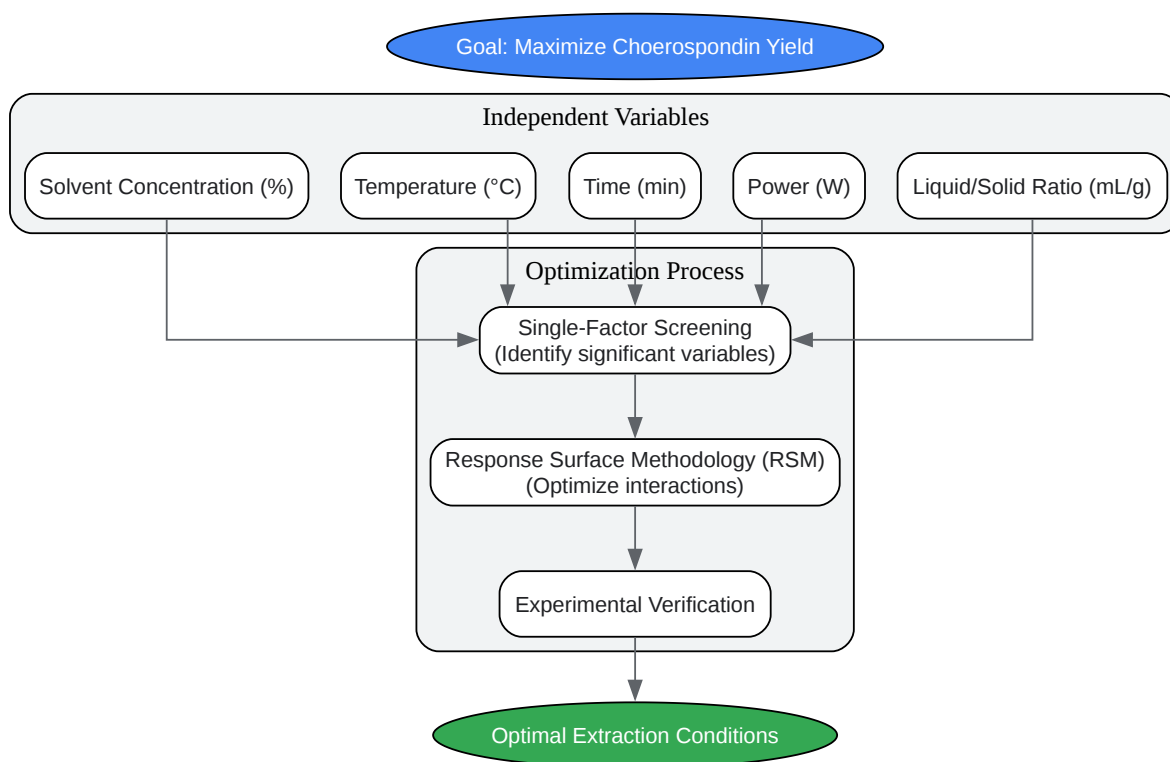 Goal: Maximize Choerospondin Yield
Independent Variables
Solvent Concentration (%)
Temperature (°C)
Time (min)
Power (W)
Liquid/Solid Ratio (mL/g)
Optimization Process
Single-Factor Screening
(Identify significant variables)
Response Surface Methodology (RSM)
(Optimize interactions)
Experimental Verification
Optimal Extraction Conditions